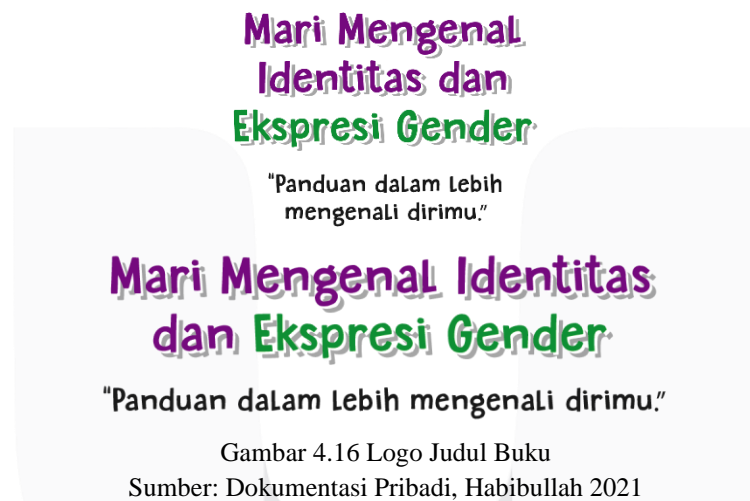 Mari Mengenal
Identitas dan
Ekspresi Gender
"Panduan dalam Lebih
mengenali dirimu."
Mari Mengenal Identitas
dan Ekspresi Gender
"Panduan dalam Lebih mengenali dirimu."
Gambar 4.16 Logo Judul Buku
Sumber: Dokumentasi Pribadi, Habibullah 2021